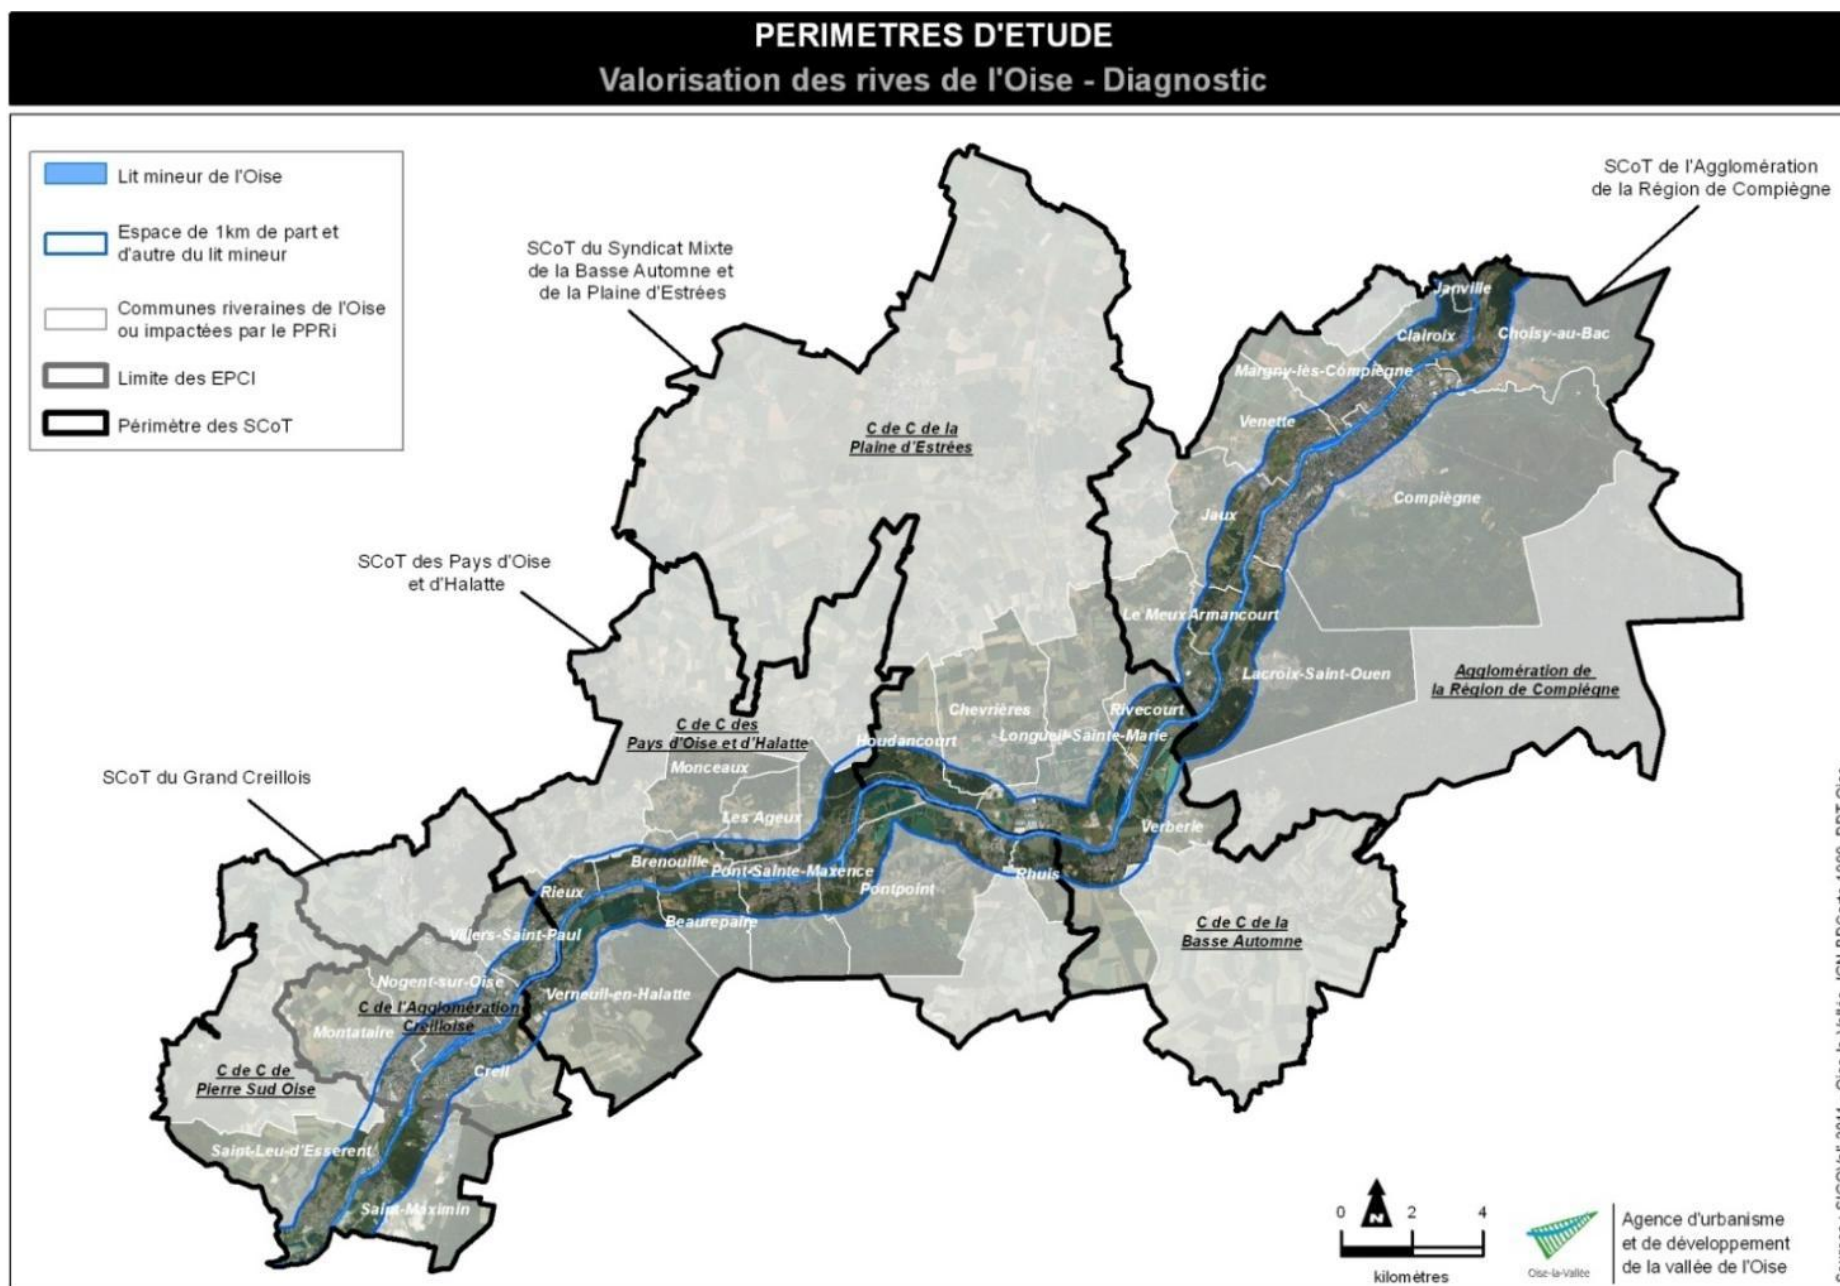 PERIMETRES D'ETUDE
Valorisation des rives de l'Oise - Diagnostic
Lit mineur de l'Oise
Espace de 1km de part et
d'autre du lit mineur
Communes riveraines de l'Oise
ou impactées par le PPRi
Limite des EPCI
Périmètre des SCoT
SCoT de l'Agglomération
de la Région de Compiègne
SCoT du Syndicat Mixte
de la Basse Automne et
de la Plaine d'Estrées
SCoT des Pays d'Oise
et d'Halatte
SCoT du Grand Creillois
Janville
Clairoix
Choisy-au-Bac
Margny-lès-Compiègne
Venette
C de C de la
Plaine d'Estrées
Compiègne
Jaux
Le Meux
Armancourt
Lacroix-Saint-Ouen
Agglomération de
la Région de Compiègne
Chevrières
Rivecourt
Longueil-Sainte-Marie
Houdancourt
C de C des
Pays d'Oise et d'Halatte
Monceaux
Les Ageux
Verberie
Brenouille
Pont-Sainte-Maxence
Rhuis
Pontpoint
Rieux
Beaurepaire
C de C de la
Basse Automne
Villers-Saint-Paul
Nogent-sur-Oise
Verneuil-en-Halatte
C de l'Agglomération
Creilloise
Montataire
Creil
C de C de
Pierre Sud Oise
Saint-Leu-d'Esserent
Saint-Maximin
0 2 4
N
kilomètres
Oise-la-Vallée
Agence d'urbanisme
et de développement
de la vallée de l'Oise